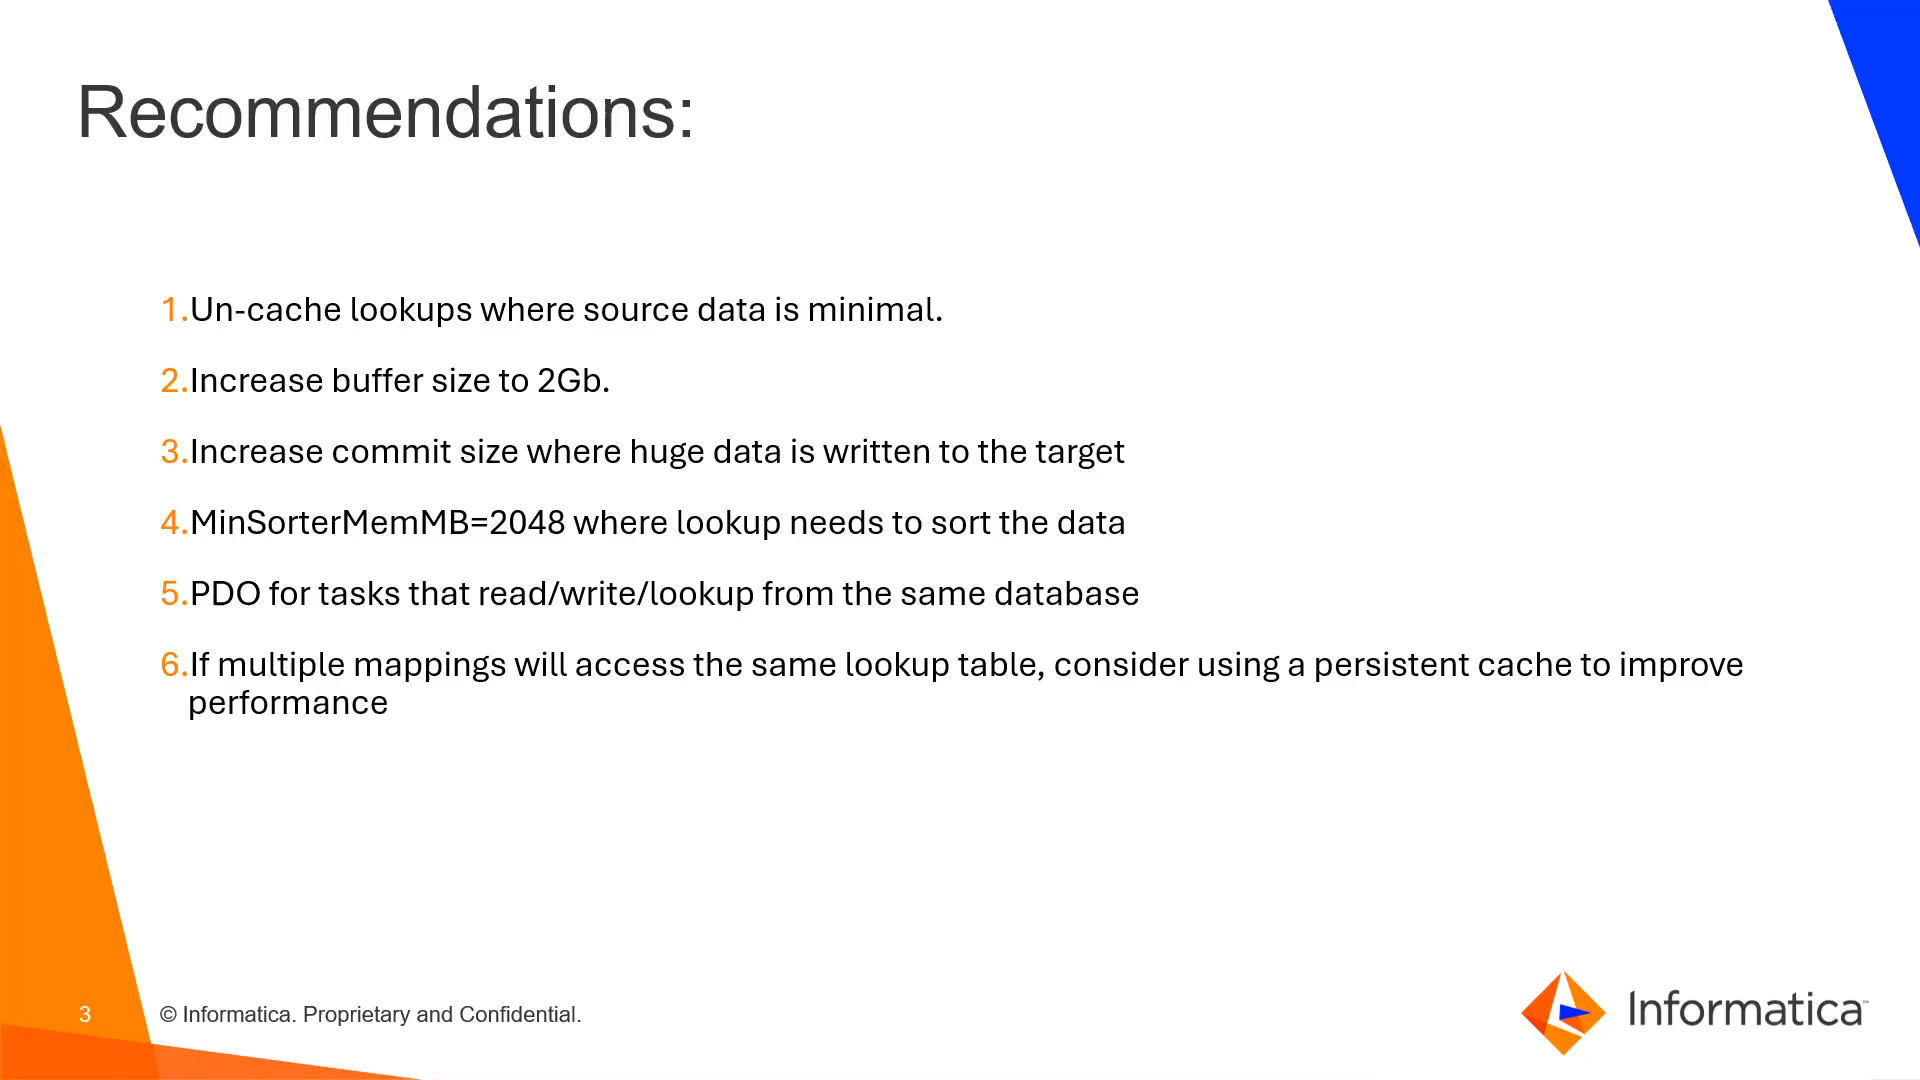 Recommendations:
1.Un-cache lookups where source data is minimal.
2.Increase buffer size to 2Gb.
3.Increase commit size where huge data is written to the target
4.MinSorterMemMB=2048 where lookup needs to sort the data
5.PDO for tasks that read/write/lookup from the same database
6.If multiple mappings will access the same lookup table, consider using a persistent cache to improve
performance
3
© Informatica. Proprietary and Confidential.
Informatica™